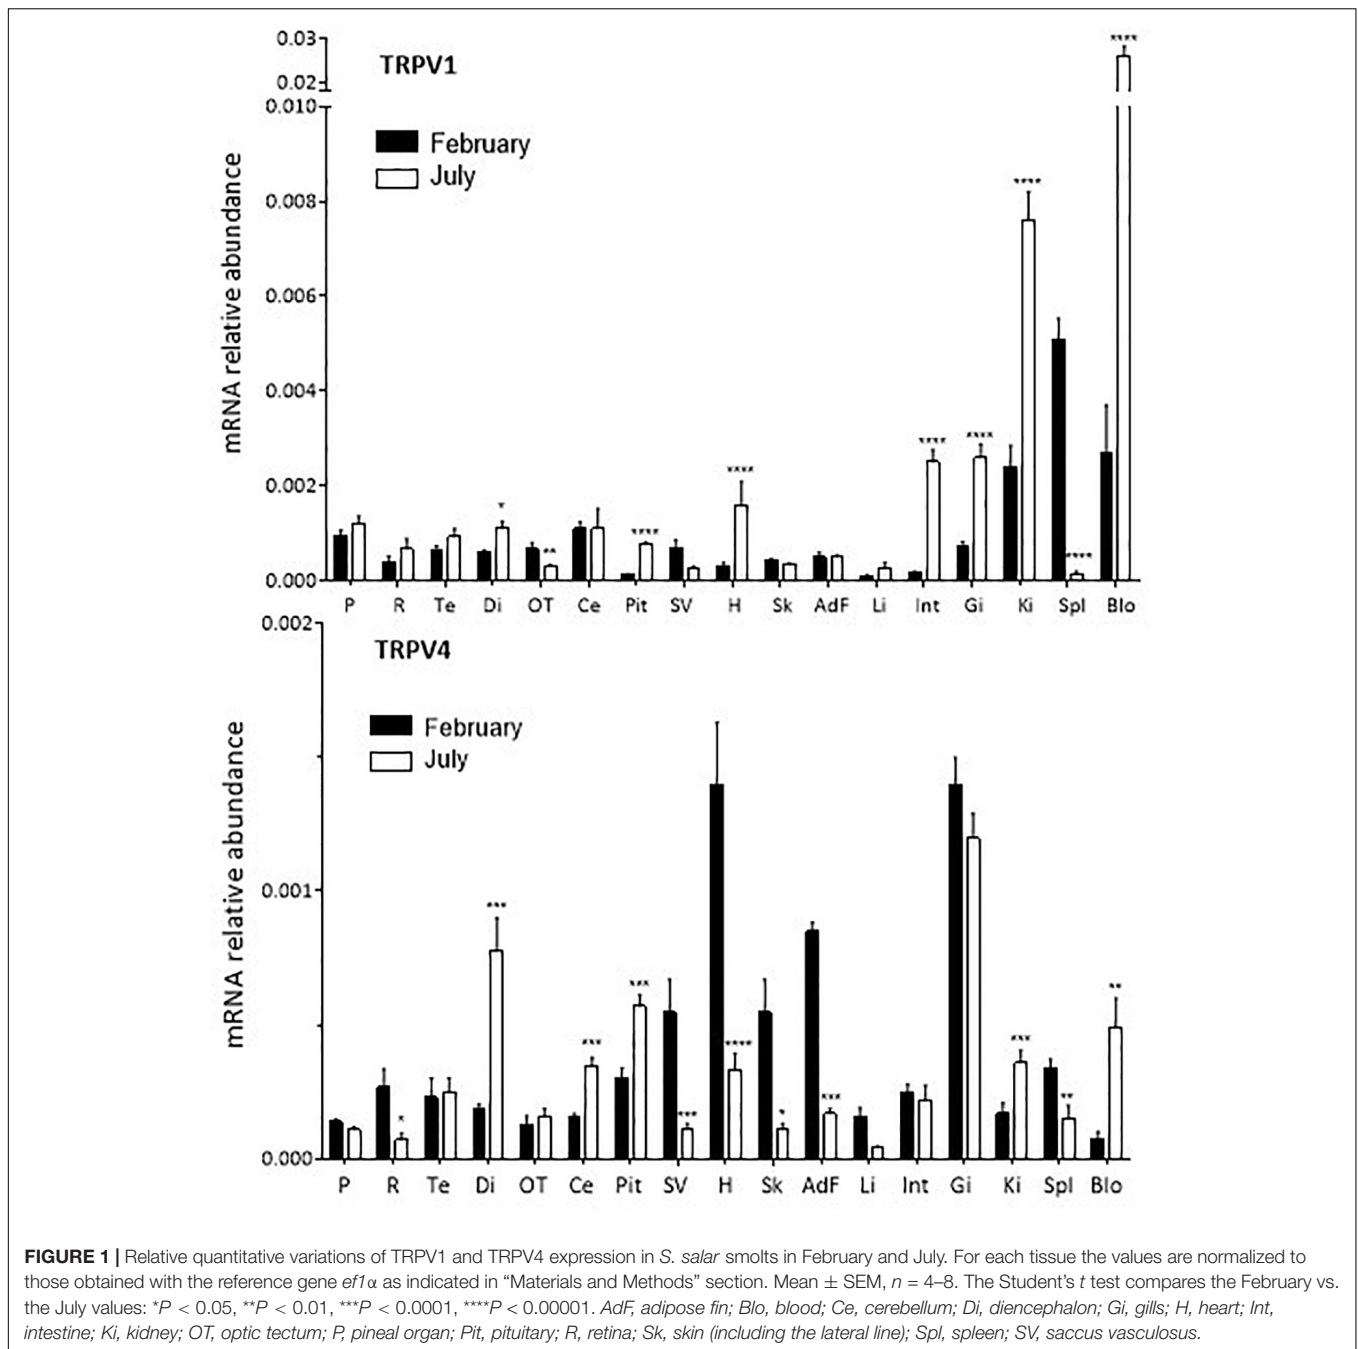 0.03
TRPV1
0.02
0.010
February
July
0.008
0.006
0.004
0.002
0.000
mRNA relative abundance
****
****
****
****
****
****
****
*
**
P R Te Di OT Ce Pit SV H Sk AdF Li Int Gi Ki Spl Blo
0.002
TRPV4
February
July
0.001
0.000
mRNA relative abundance
***
***
***
****
***
***
*
*
***
**
**
P R Te Di OT Ce Pit SV H Sk AdF Li Int Gi Ki Spl Blo
FIGURE 1 | Relative quantitative variations of TRPV1 and TRPV4 expression in S. salar smolts in February and July. For each tissue the values are normalized to
those obtained with the reference gene ef1α as indicated in “Materials and Methods” section. Mean ± SEM, n = 4–8. The Student’s t test compares the February vs.
the July values: *P < 0.05, **P < 0.01, ***P < 0.0001, ****P < 0.00001. AdF, adipose fin; Blo, blood; Ce, cerebellum; Di, diencephalon; Gi, gills; H, heart; Int,
intestine; Ki, kidney; OT, optic tectum; P, pineal organ; Pit, pituitary; R, retina; Sk, skin (including the lateral line); Spl, spleen; SV, saccus vasculosus.